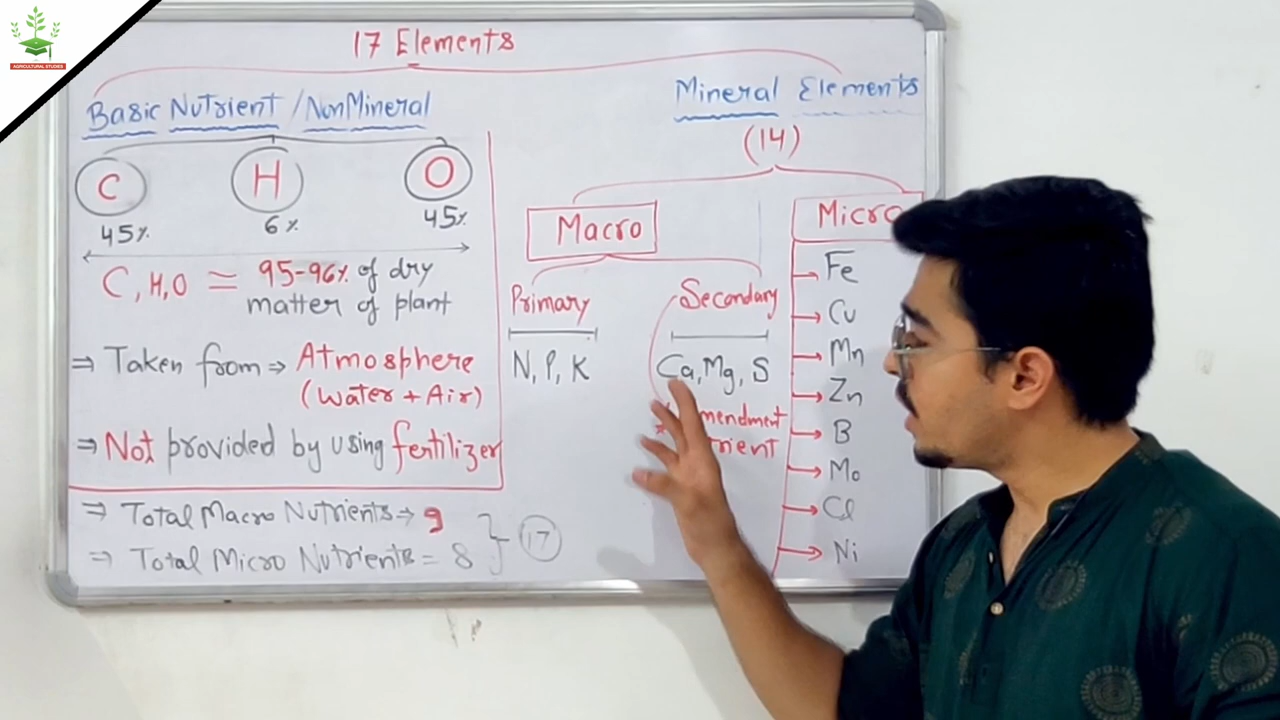 AGRICULTURAL STUDIES
17 Elements
Basic Nutrient / NonMineral
C H O
45% 6% 45%
C, H, O = 95-96% of dry
matter of plant
⇒ Taken from → Atmosphere
(Water + Air)
⇒ Not provided by using fertilizer
⇒ Total Macro Nutrients → 9
⇒ Total Micro Nutrients = 8
17
Mineral Elements
(14)
Macro
Primary
N, P, K
Secondary
Ca, Mg, S
Micro
Fe
Cu
Mn
Zn
B
Mo
Cl
Ni